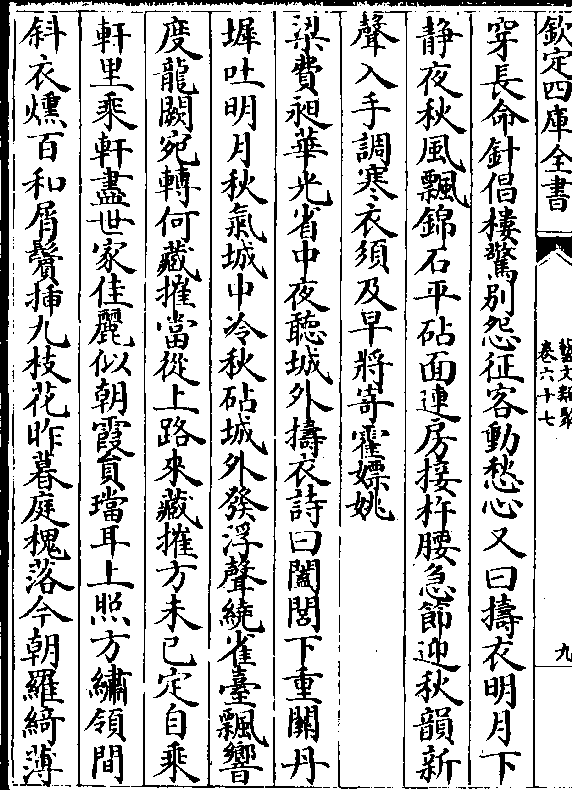 欽定四庫全書
藝文類聚
卷六十七
九
穿長命針倡樓驚别怨征客動愁心又曰擣衣明月下
静夜秋風飄錦石平砧面連房接杵腰急節迎秋韻新
聲入手調寒衣須及早將寄霍嫖姚
梁費昶華光省中夜聽城外擣衣詩曰閶闔下重關丹
墀吐明月秋氣城中冷秋砧城外發浮聲繞雀臺飄響
度龍闕宛轉何藏摧當從上路來藏摧方未已定自乘
軒里乘軒盡世家佳麗似朝霞負璫耳上照方繡領間
斜衣燻百和屑鬢插九枝花昨暮庭槐落今朝羅綺薄